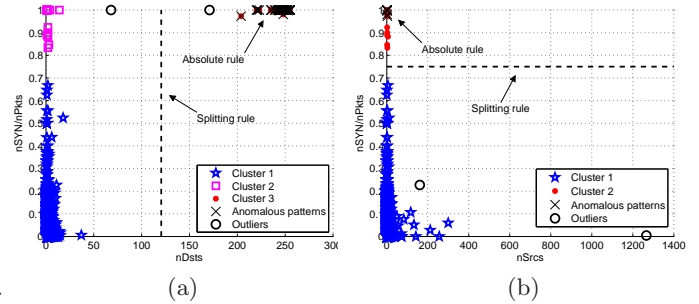 1
0.9
0.8
0.7
0.6
0.5
0.4
0.3
0.2
0.1
0
0 50 100 150 200 250 300
nSYN/nPkts
nDsts
Absolute rule
Splitting rule
Cluster 1
Cluster 2
Cluster 3
Anomalous patterns
Outliers
(a)
1
0.9
0.8
0.7
0.6
0.5
0.4
0.3
0.2
0.1
0
0 200 400 600 800 1000 1200 1400
nSYN/nPkts
nSrcs
Absolute rule
Splitting rule
Cluster 1
Cluster 2
Anomalous patterns
Outliers
(b)